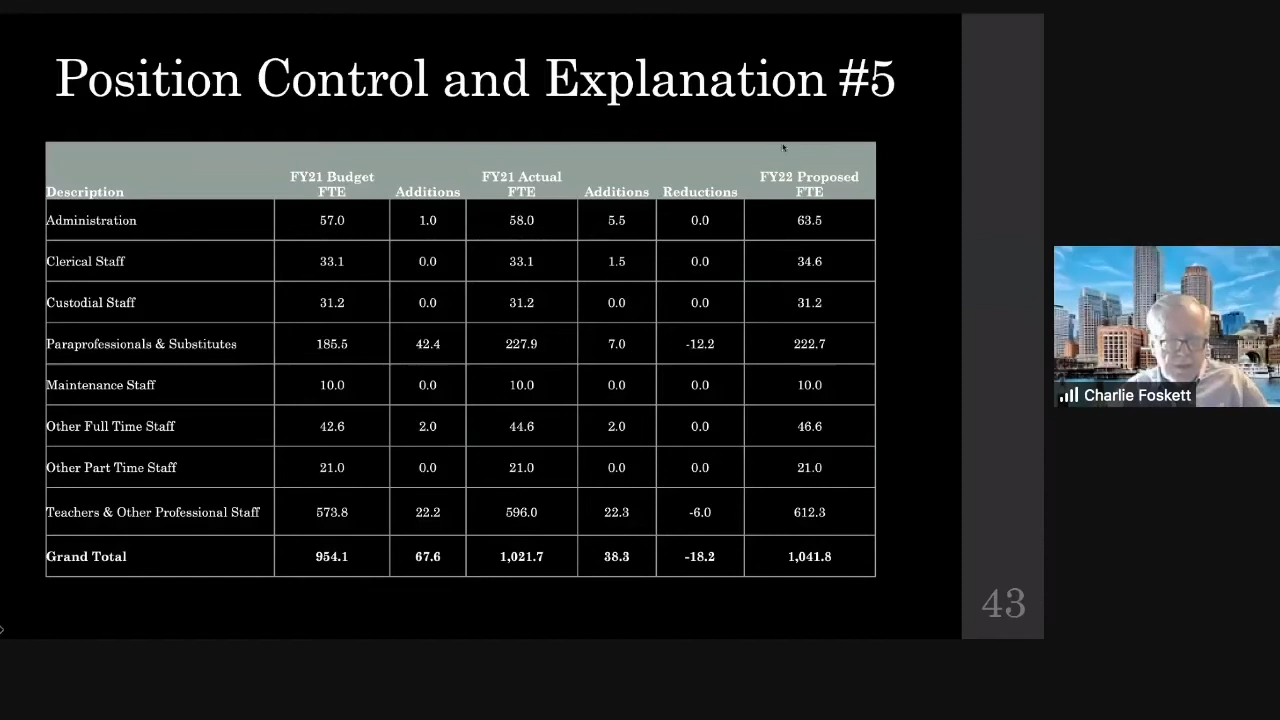 Position Control and Explanation #5
Description FY21 Budget FTE Additions FY21 Actual FTE Additions Reductions FY22 Proposed FTE
Administration 57.0 1.0 58.0 5.5 0.0 63.5
Clerical Staff 33.1 0.0 33.1 1.5 0.0 34.6
Custodial Staff 31.2 0.0 31.2 0.0 0.0 31.2
Paraprofessionals & Substitutes 185.5 42.4 227.9 7.0 -12.2 222.7
Maintenance Staff 10.0 0.0 10.0 0.0 0.0 10.0
Other Full Time Staff 42.6 2.0 44.6 2.0 0.0 46.6
Other Part Time Staff 21.0 0.0 21.0 0.0 0.0 21.0
Teachers & Other Professional Staff 573.8 22.2 596.0 22.3 -6.0 612.3
Grand Total 954.1 67.6 1,021.7 38.3 -18.2 1,041.8
43
Charlie Foskett